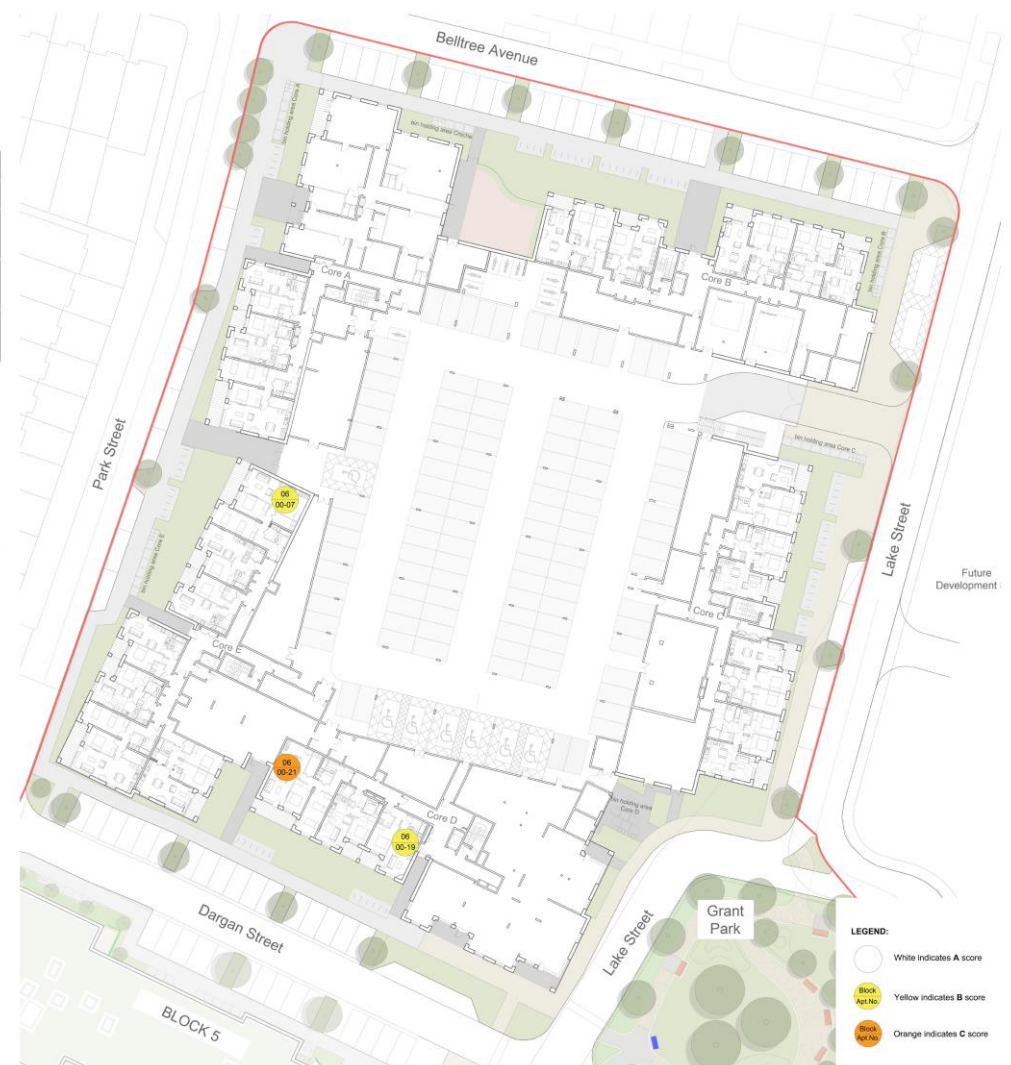 Belltree Avenue
bin holding area Core A
bin holding area Creche
Core A
Core B
bin holding area Core B
Park Street
bin holding area Core C
Lake Street
06
00-07
Future
Development
bin holding area Core E
Core C
Core E
06
00-21
bin holding area
Core D
Core D
06
00-19
Dargan Street
Lake Street
Grant
Park
BLOCK 5
LEGEND:
White indicates A score
Block
Apt.No.
Yellow indicates B score
Block
Apt.No.
Orange indicates C score